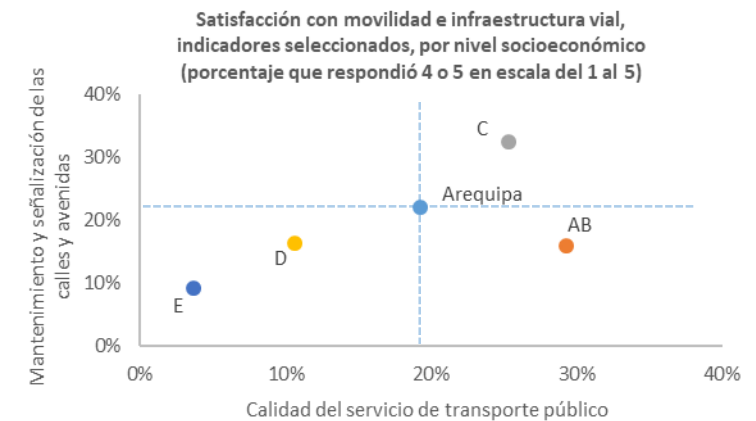 Satisfacción con movilidad e infraestructura vial,
indicadores seleccionados, por nivel socioeconómico
(porcentaje que respondió 4 o 5 en escala del 1 al 5)
Mantenimiento y señalización de las
calles y avenidas
40%
30%
20%
10%
0%
C
Arequipa
AB
D
E
0%
10%
20%
30%
40%
Calidad del servicio de transporte público